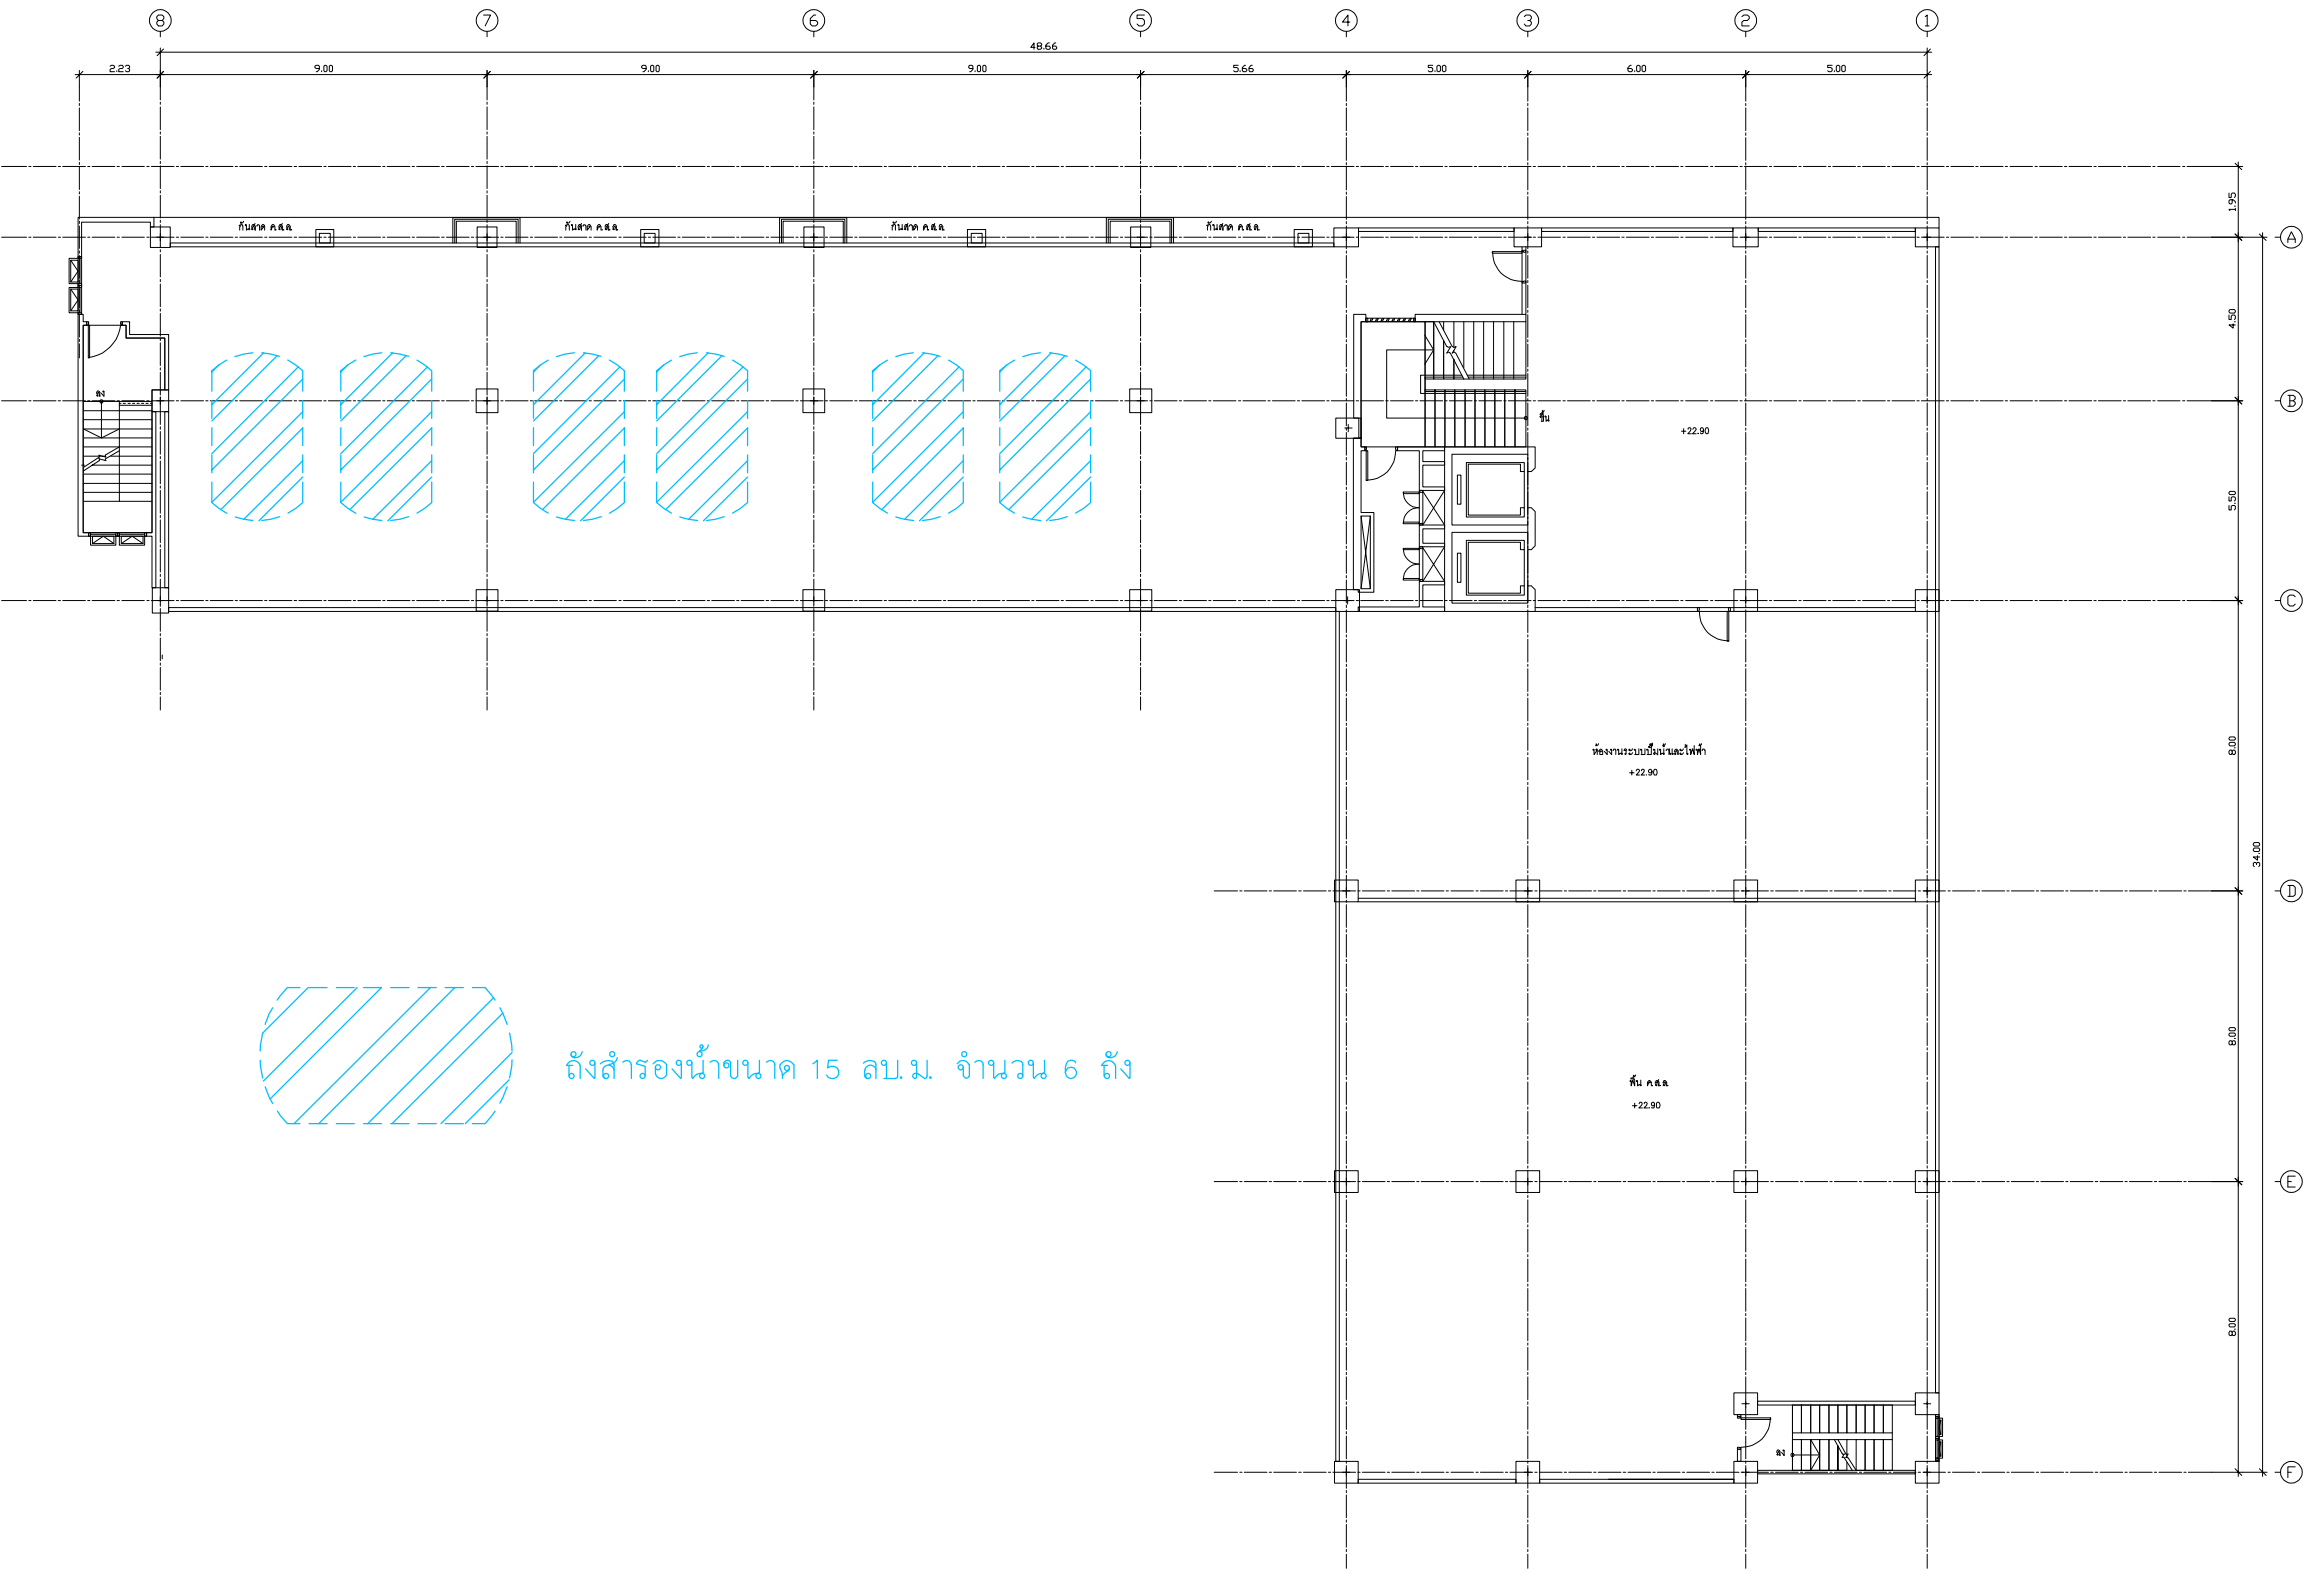 8 7 6 5 4 3 2 1
48.66
2.23 9.00 9.00 9.00 5.66 5.00 6.00 5.00
1.95
กันสาด ค.ส.ล. กันสาด ค.ส.ล. กันสาด ค.ส.ล. กันสาด ค.ส.ล.
A
4.50
ลง
B
ขึ้น
+22.90
5.50
C
ห้องงานระบบปั๊มน้ำและไฟฟ้า
8.00
+22.90
34.00
D
ถังสำรองน้ำขนาด 15 ลบ.ม. จำนวน 6 ถัง
8.00
พื้น ค.ส.ล.
+22.90
E
8.00
ลง
F